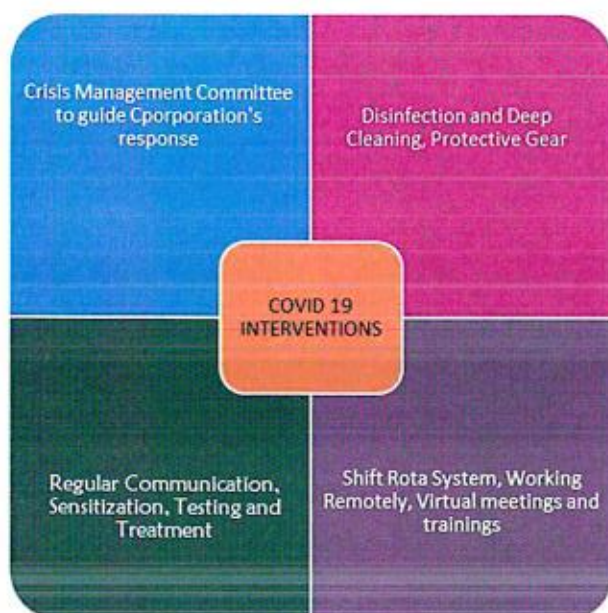 Crisis Management Committee
to guide Cporporation's
response
Disinfection and Deep
Cleaning, Protective Gear
COVID 19
INTERVENTIONS
Regular Communication,
Sensitization, Testing and
Treatment
Shift Rota System, Working
Remotely, Virtual meetings and
trainings